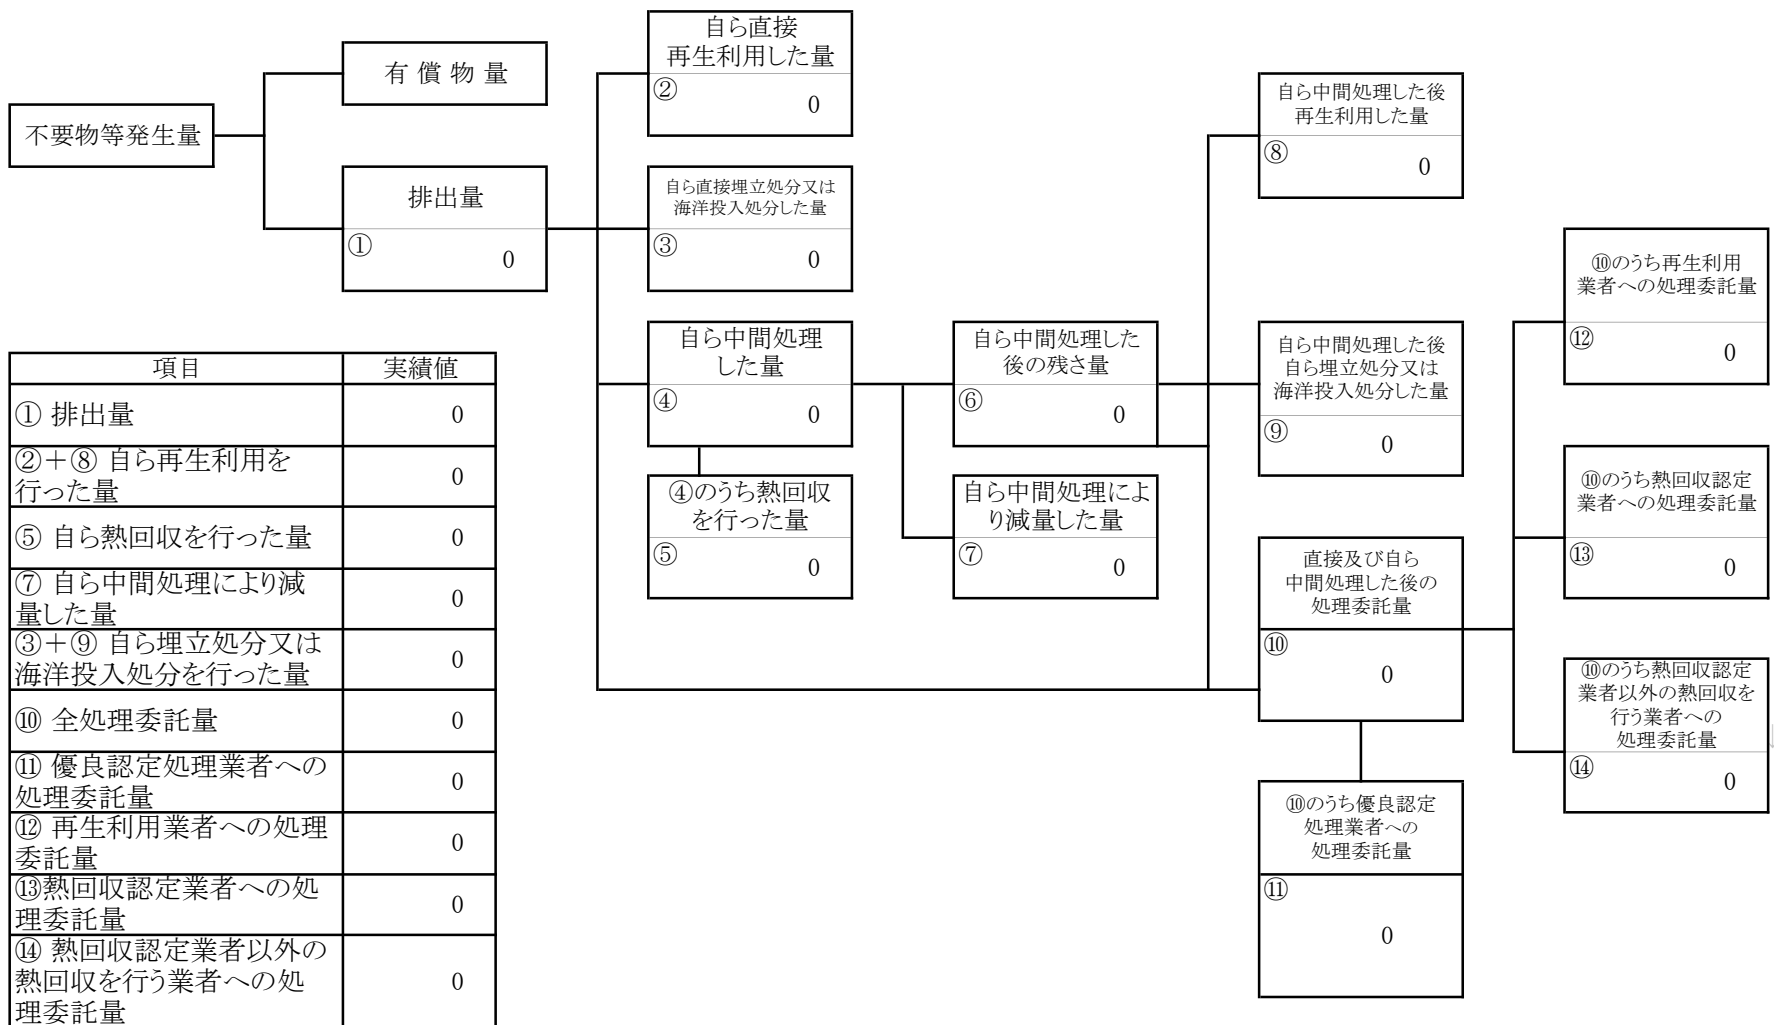 不要物等発生量
有 償 物 量
排出量
①
0
自ら直接
再生利用した量
②
0
自ら直接埋立処分又は
海洋投入処分した量
③
0
自ら中間処理
した量
④
0
④のうち熱回収
を行った量
⑤
0
自ら中間処理した
後の残さ量
⑥
0
自ら中間処理によ
り減量した量
⑦
0
自ら中間処理した後
再生利用した量
⑧
0
自ら中間処理した後
自ら埋立処分又は
海洋投入処分した量
⑨
0
直接及び自ら
中間処理した後の
処理委託量
⑩
0
⑩のうち優良認定
処理業者への
処理委託量
⑪
0
⑩のうち再生利用
業者への処理委託量
⑫
0
⑩のうち熱回収認定
業者への処理委託量
⑬
0
⑩のうち熱回収認定
業者以外の熱回収を
行う業者への
処理委託量
⑭
0
項目 実績値
① 排出量 0
②+⑧ 自ら再生利用を
行った量 0
⑤ 自ら熱回収を行った量 0
⑦ 自ら中間処理により減
量した量 0
③+⑨ 自ら埋立処分又は
海洋投入処分を行った量 0
⑩ 全処理委託量 0
⑪ 優良認定処理業者への
処理委託量 0
⑫ 再生利用業者への処理
委託量 0
⑬熱回収認定業者への処
理委託量 0
⑭ 熱回収認定業者以外の
熱回収を行う業者への処 0
理委託量